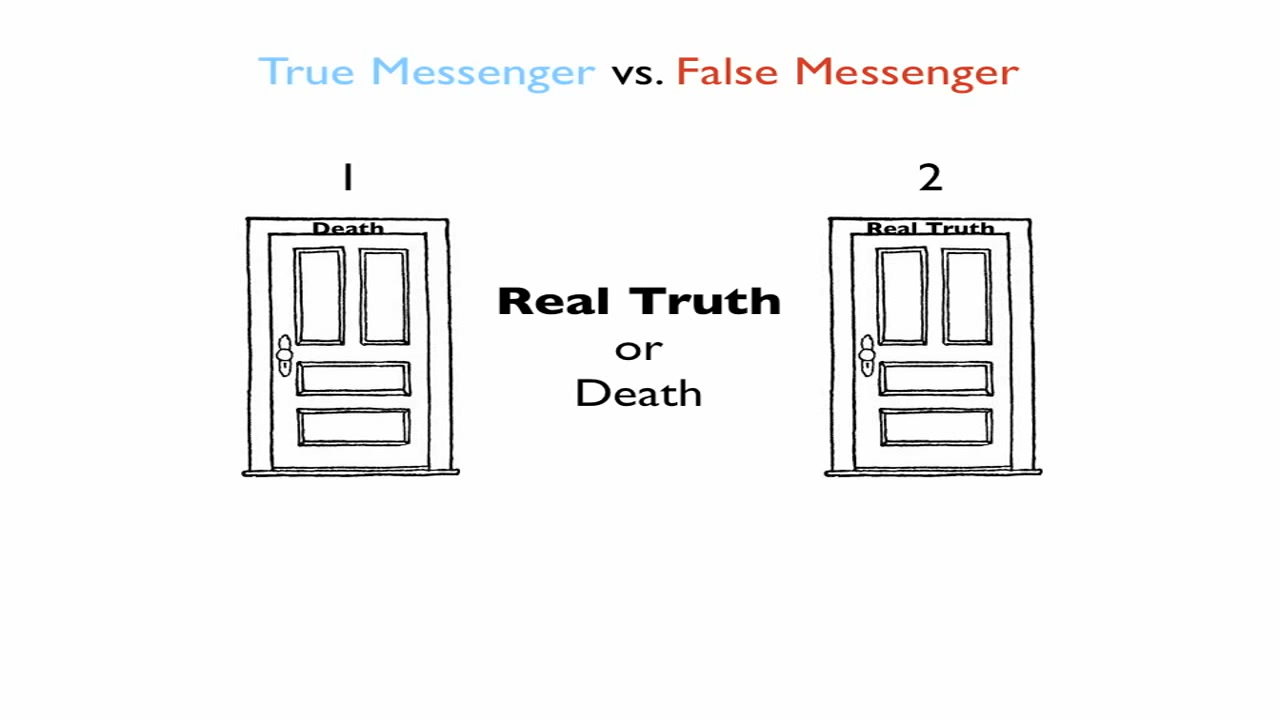 True Messenger vs. False Messenger
1
2
Death
Real Truth
Real Truth
or
Death